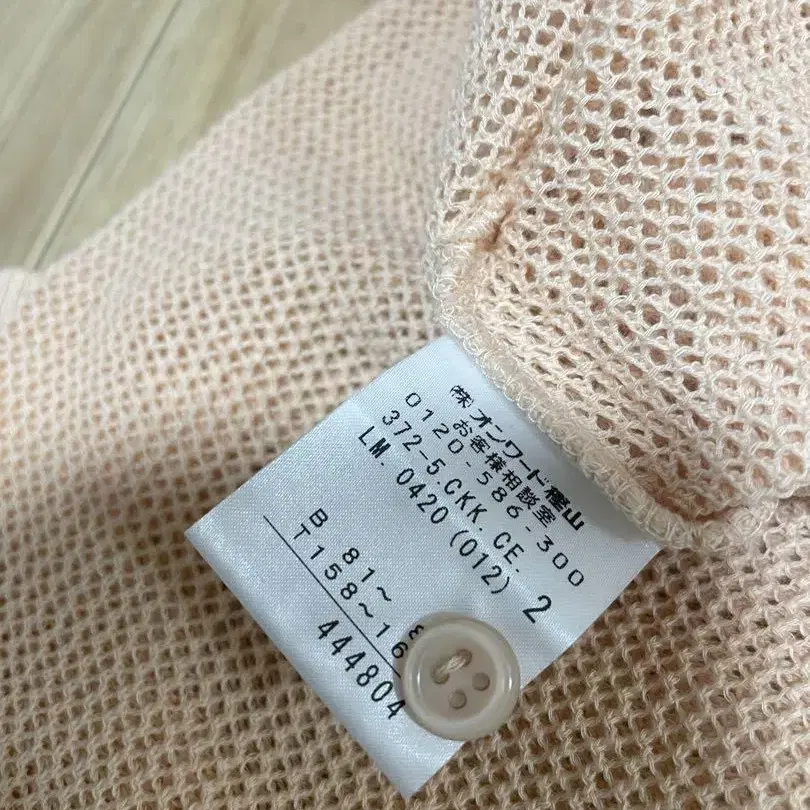 (株)オンワード樫山
お客様相談室
0120-586-300
372-5.CKK.CE.
LM.0420(012) 2
B 81~
T158~16
444804